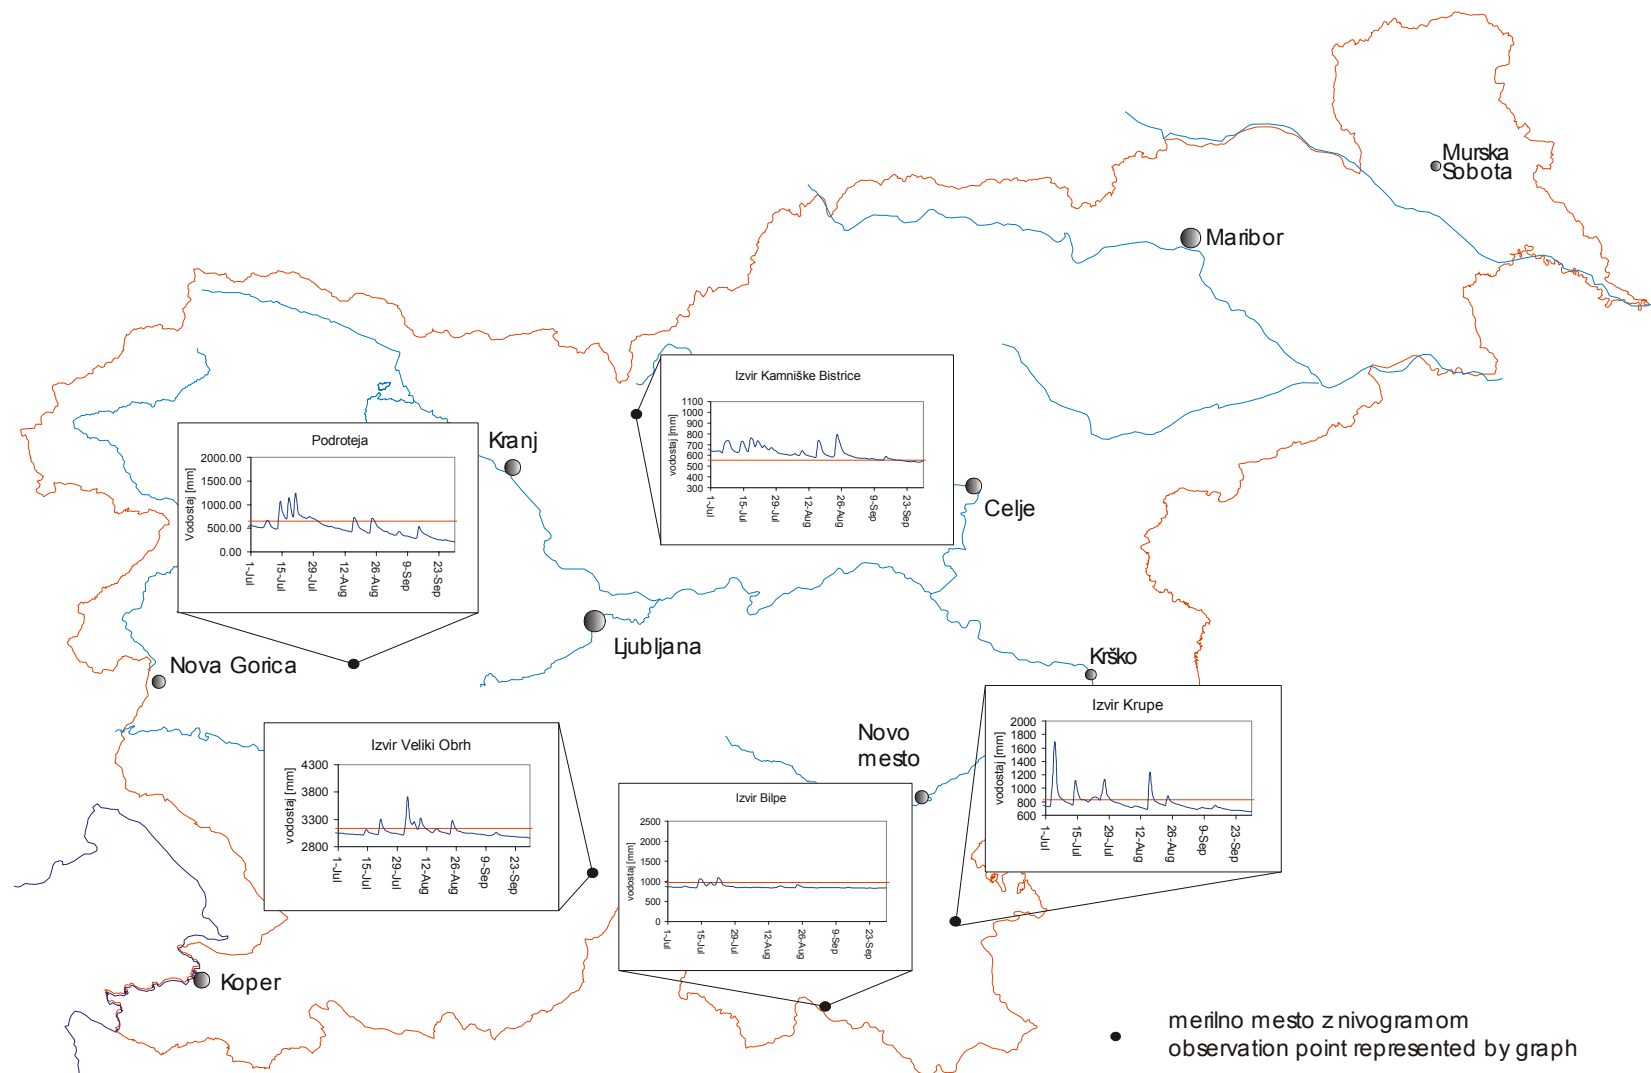 Murska
Sobota
Maribor
Izvir Kamniške Bistrice
vodostaj [mm]
1100
1000
900
800
700
600
500
400
300
1-Jul
15-Jul
29-Jul
12-Aug
26-Aug
9-Sep
23-Sep
Podroteja
Vodostaj [mm]
2000.00
1500.00
1000.00
500.00
0.00
1-Jul
15-Jul
29-Jul
12-Aug
26-Aug
9-Sep
23-Sep
Kranj
Celje
Ljubljana
Nova Gorica
Krško
Izvir Krupe
vodostaj [mm]
2000
1800
1600
1400
1200
1000
800
600
1-Jul
15-Jul
29-Jul
12-Aug
26-Aug
9-Sep
23-Sep
Izvir Veliki Obrh
vodostaj [mm]
4300
3800
3300
2800
1-Jul
15-Jul
29-Jul
12-Aug
26-Aug
9-Sep
23-Sep
Novo
mesto
Izvir Bilpe
vodostaj [mm]
2500
2000
1500
1000
500
0
1-Jul
15-Jul
29-Jul
12-Aug
26-Aug
9-Sep
23-Sep
Koper
merilno mesto z nivogramom
observation point represented by graph